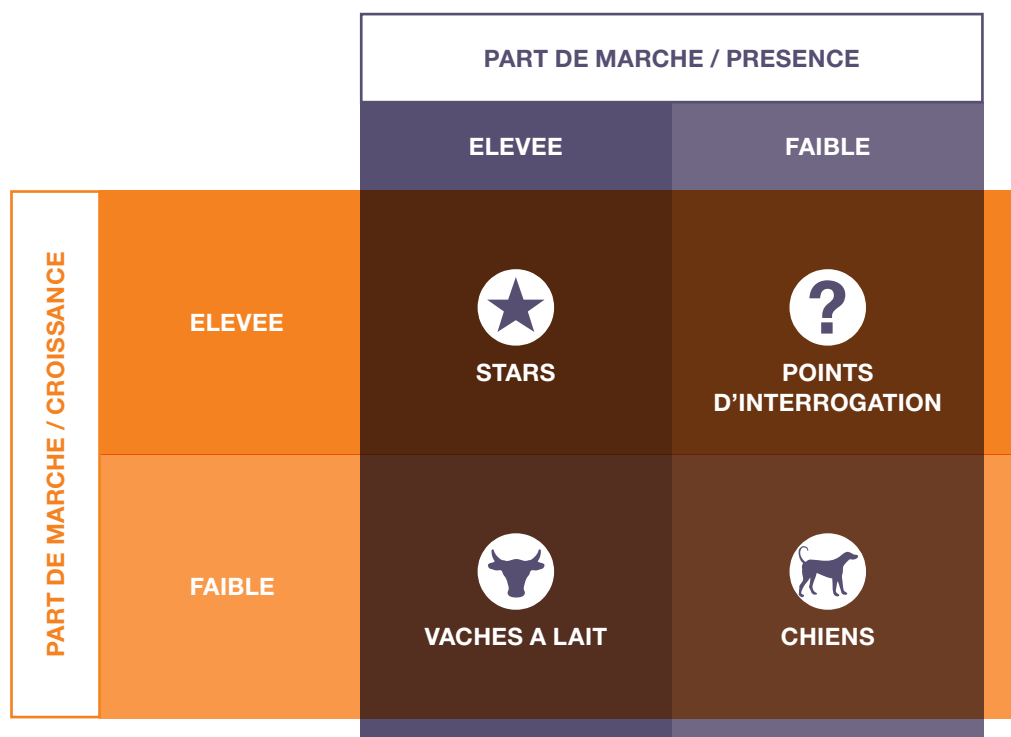 PART DE MARCHE / PRESENCE
ELEVEE
FAIBLE
PART DE MARCHE / CROISSANCE
ELEVEE
STARS
?
POINTS
D’INTERROGATION
FAIBLE
VACHES A LAIT
CHIENS